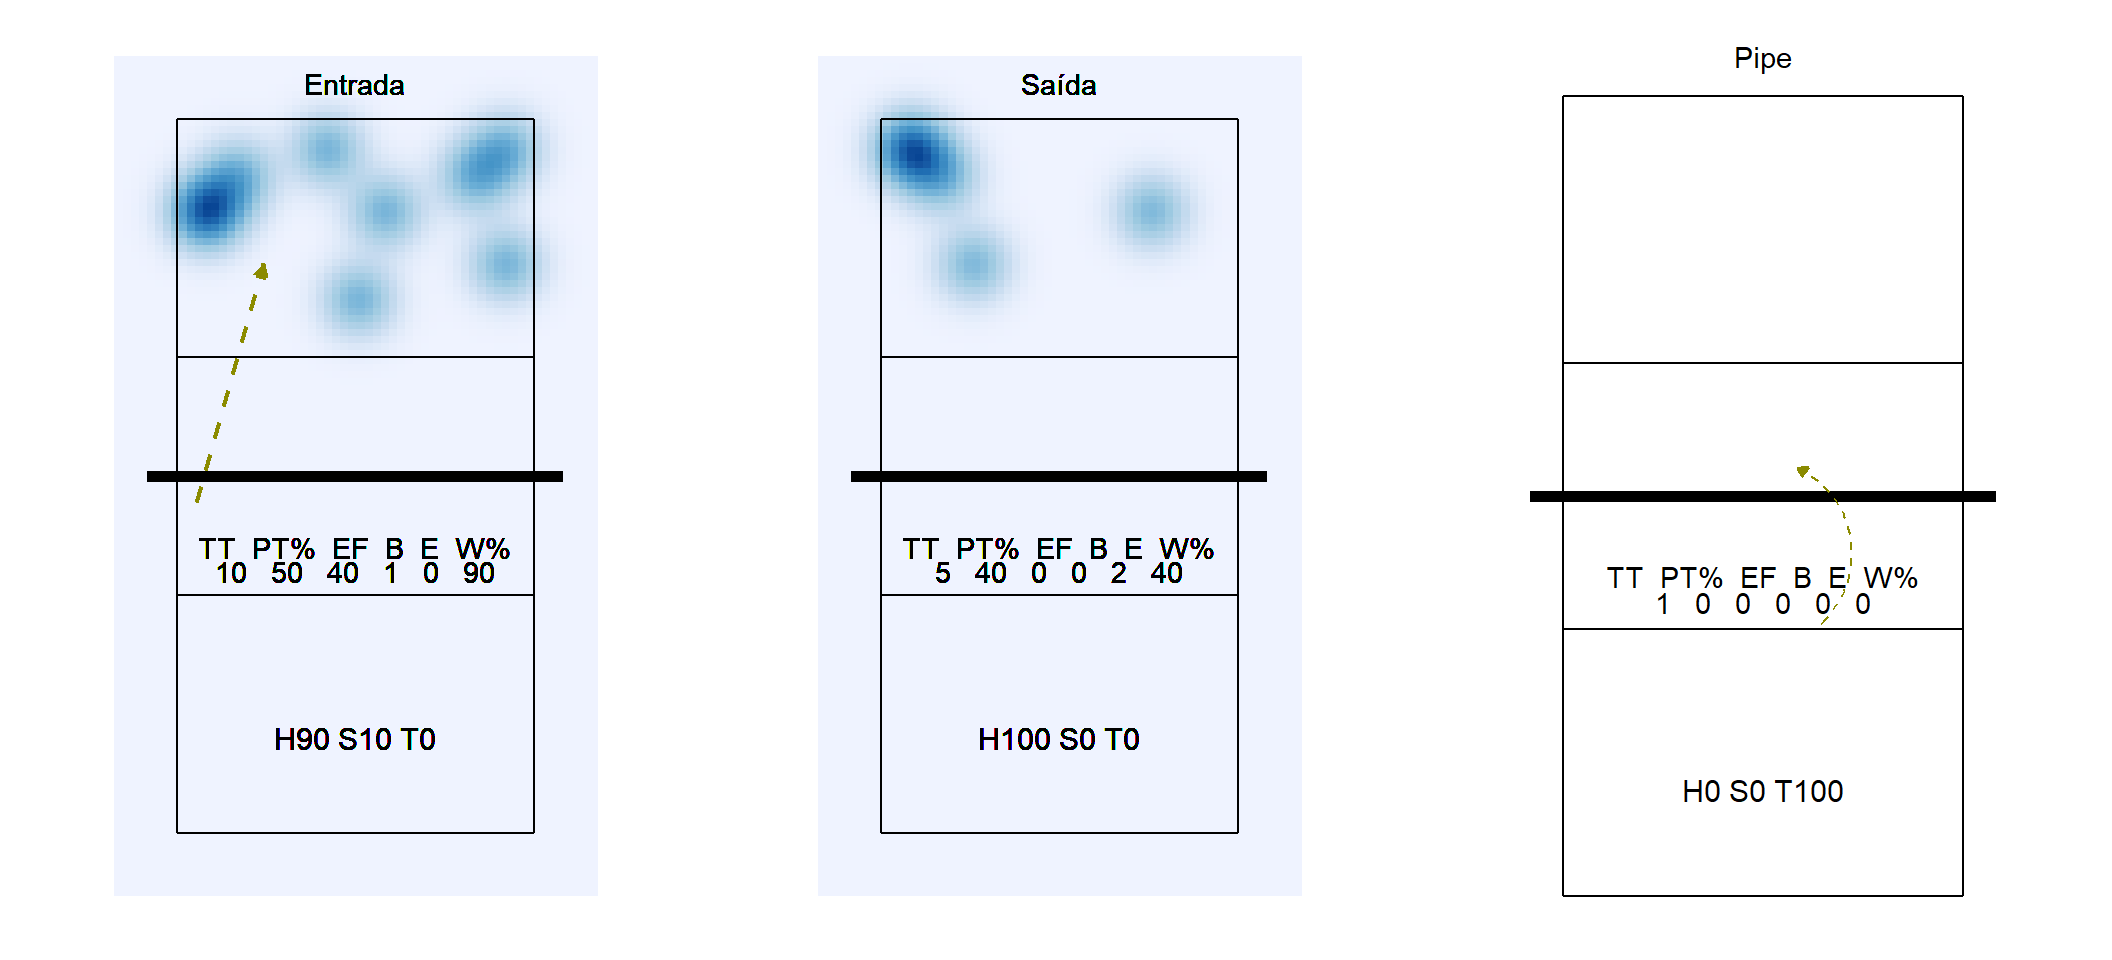 Entrada
TT PT% EF B E W%
10 50 40 1 0 90
H90 S10 T0
Saída
TT PT% EF B E W%
5 40 0 0 2 40
H100 S0 T0
Pipe
TT PT% EF B E W%
1 0 0 0 0 0
H0 S0 T100